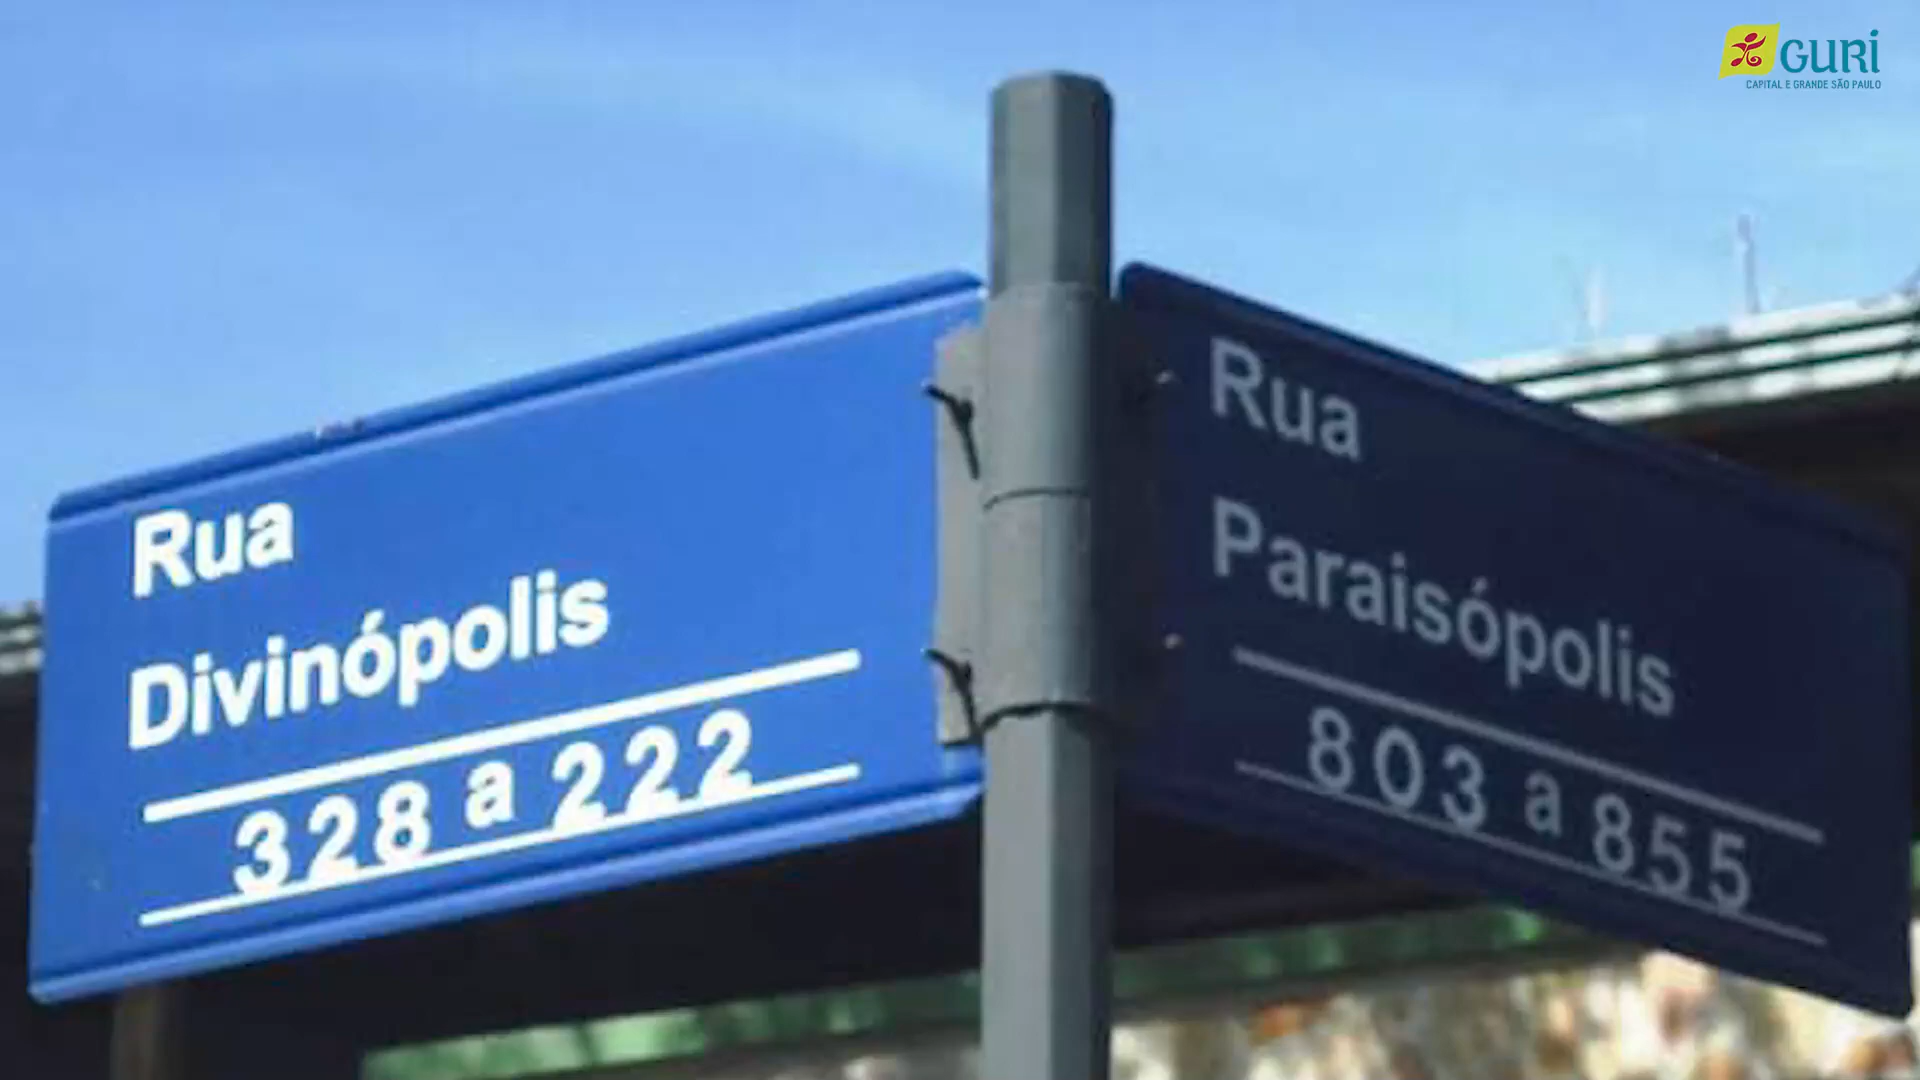 GURI
CAPITAL E GRANDE SÃO PAULO
Rua
Divinópolis
328 a 222
Rua
Paraisópolis
803 a 855